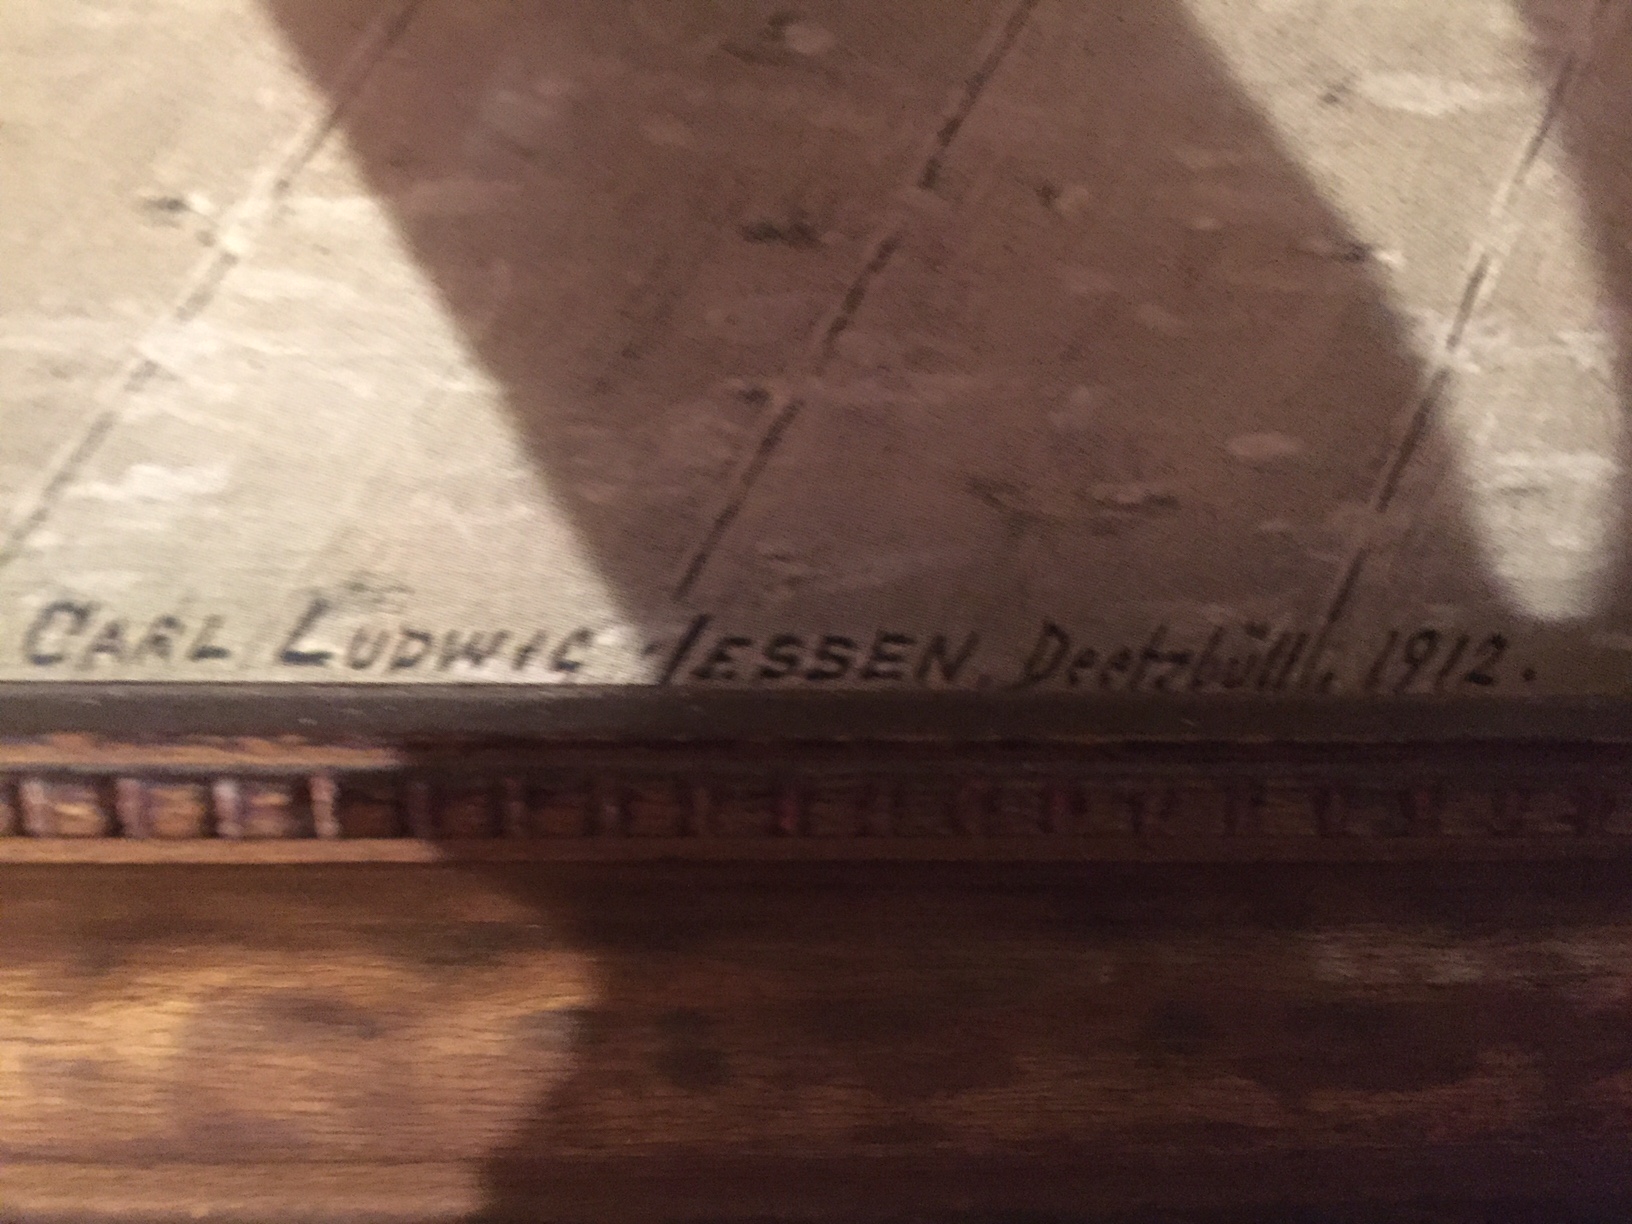 CARL LUDWIG JESSEN. Deetzbüll, 1912.